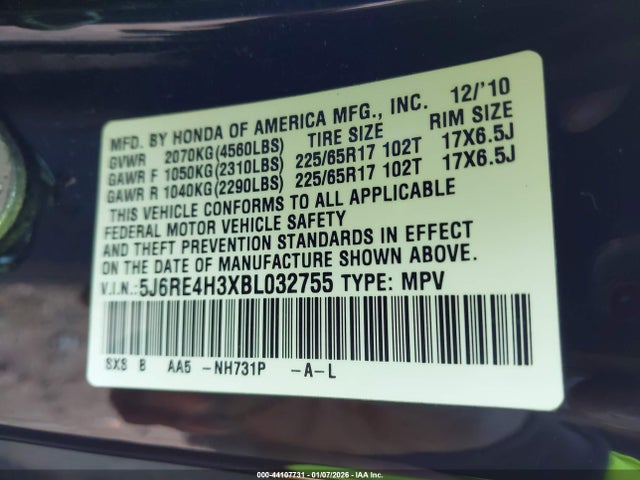 MFD. BY HONDA OF AMERICA MFG., INC. 12/'10
GVWR 2070KG(4560LBS) TIRE SIZE RIM SIZE
GAWR F 1050KG(2310LBS) 225/65R17 102T 17X6.5J
GAWR R 1040KG(2290LBS) 225/65R17 102T 17X6.5J
THIS VEHICLE CONFORMS TO ALL APPLICABLE
FEDERAL MOTOR VEHICLE SAFETY
AND THEFT PREVENTION STANDARDS IN EFFECT
ON THE DATE OF MANUFACTURE SHOWN ABOVE.
V.I.N.: 5J6RE4H3XBL032755 TYPE: MPV
SXS B AA5 -NH731P -A-L
000-44107731 - 01/07/2026 - IAA Inc.